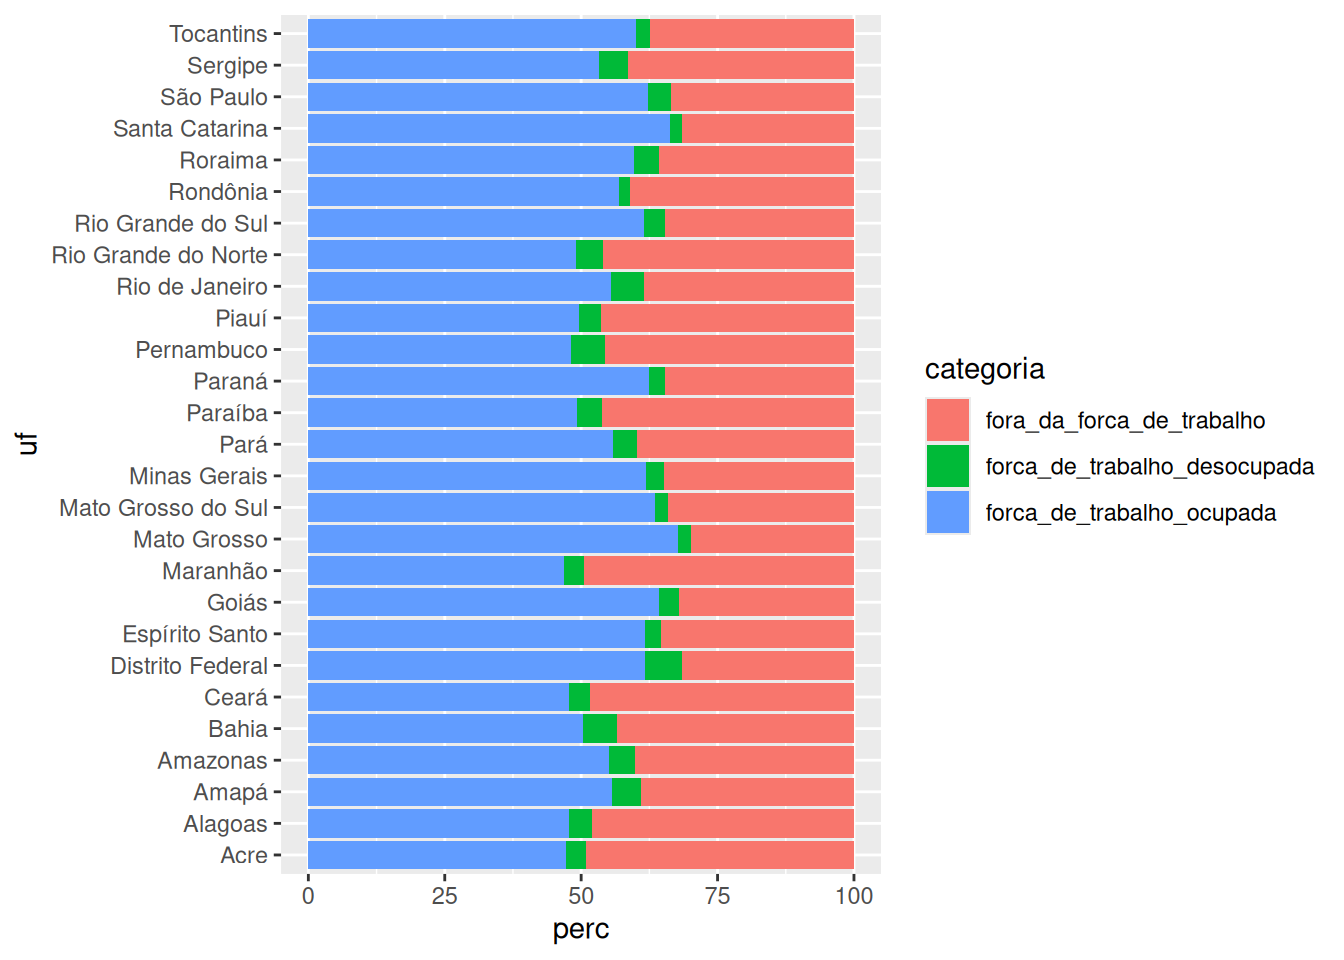 Tocantins
Sergipe
São Paulo
Santa Catarina
Roraima
Rondônia
Rio Grande do Sul
Rio Grande do Norte
Rio de Janeiro
Piauí
Pernambuco
Paraná
Paraíba
Pará
Minas Gerais
Mato Grosso do Sul
Mato Grosso
Maranhão
Goiás
Espírito Santo
Distrito Federal
Ceará
Bahia
Amazonas
Amapá
Alagoas
Acre
uf
0 25 50 75 100
perc
categoria
fora_da_forca_de_trabalho
forca_de_trabalho_desocupada
forca_de_trabalho_ocupada